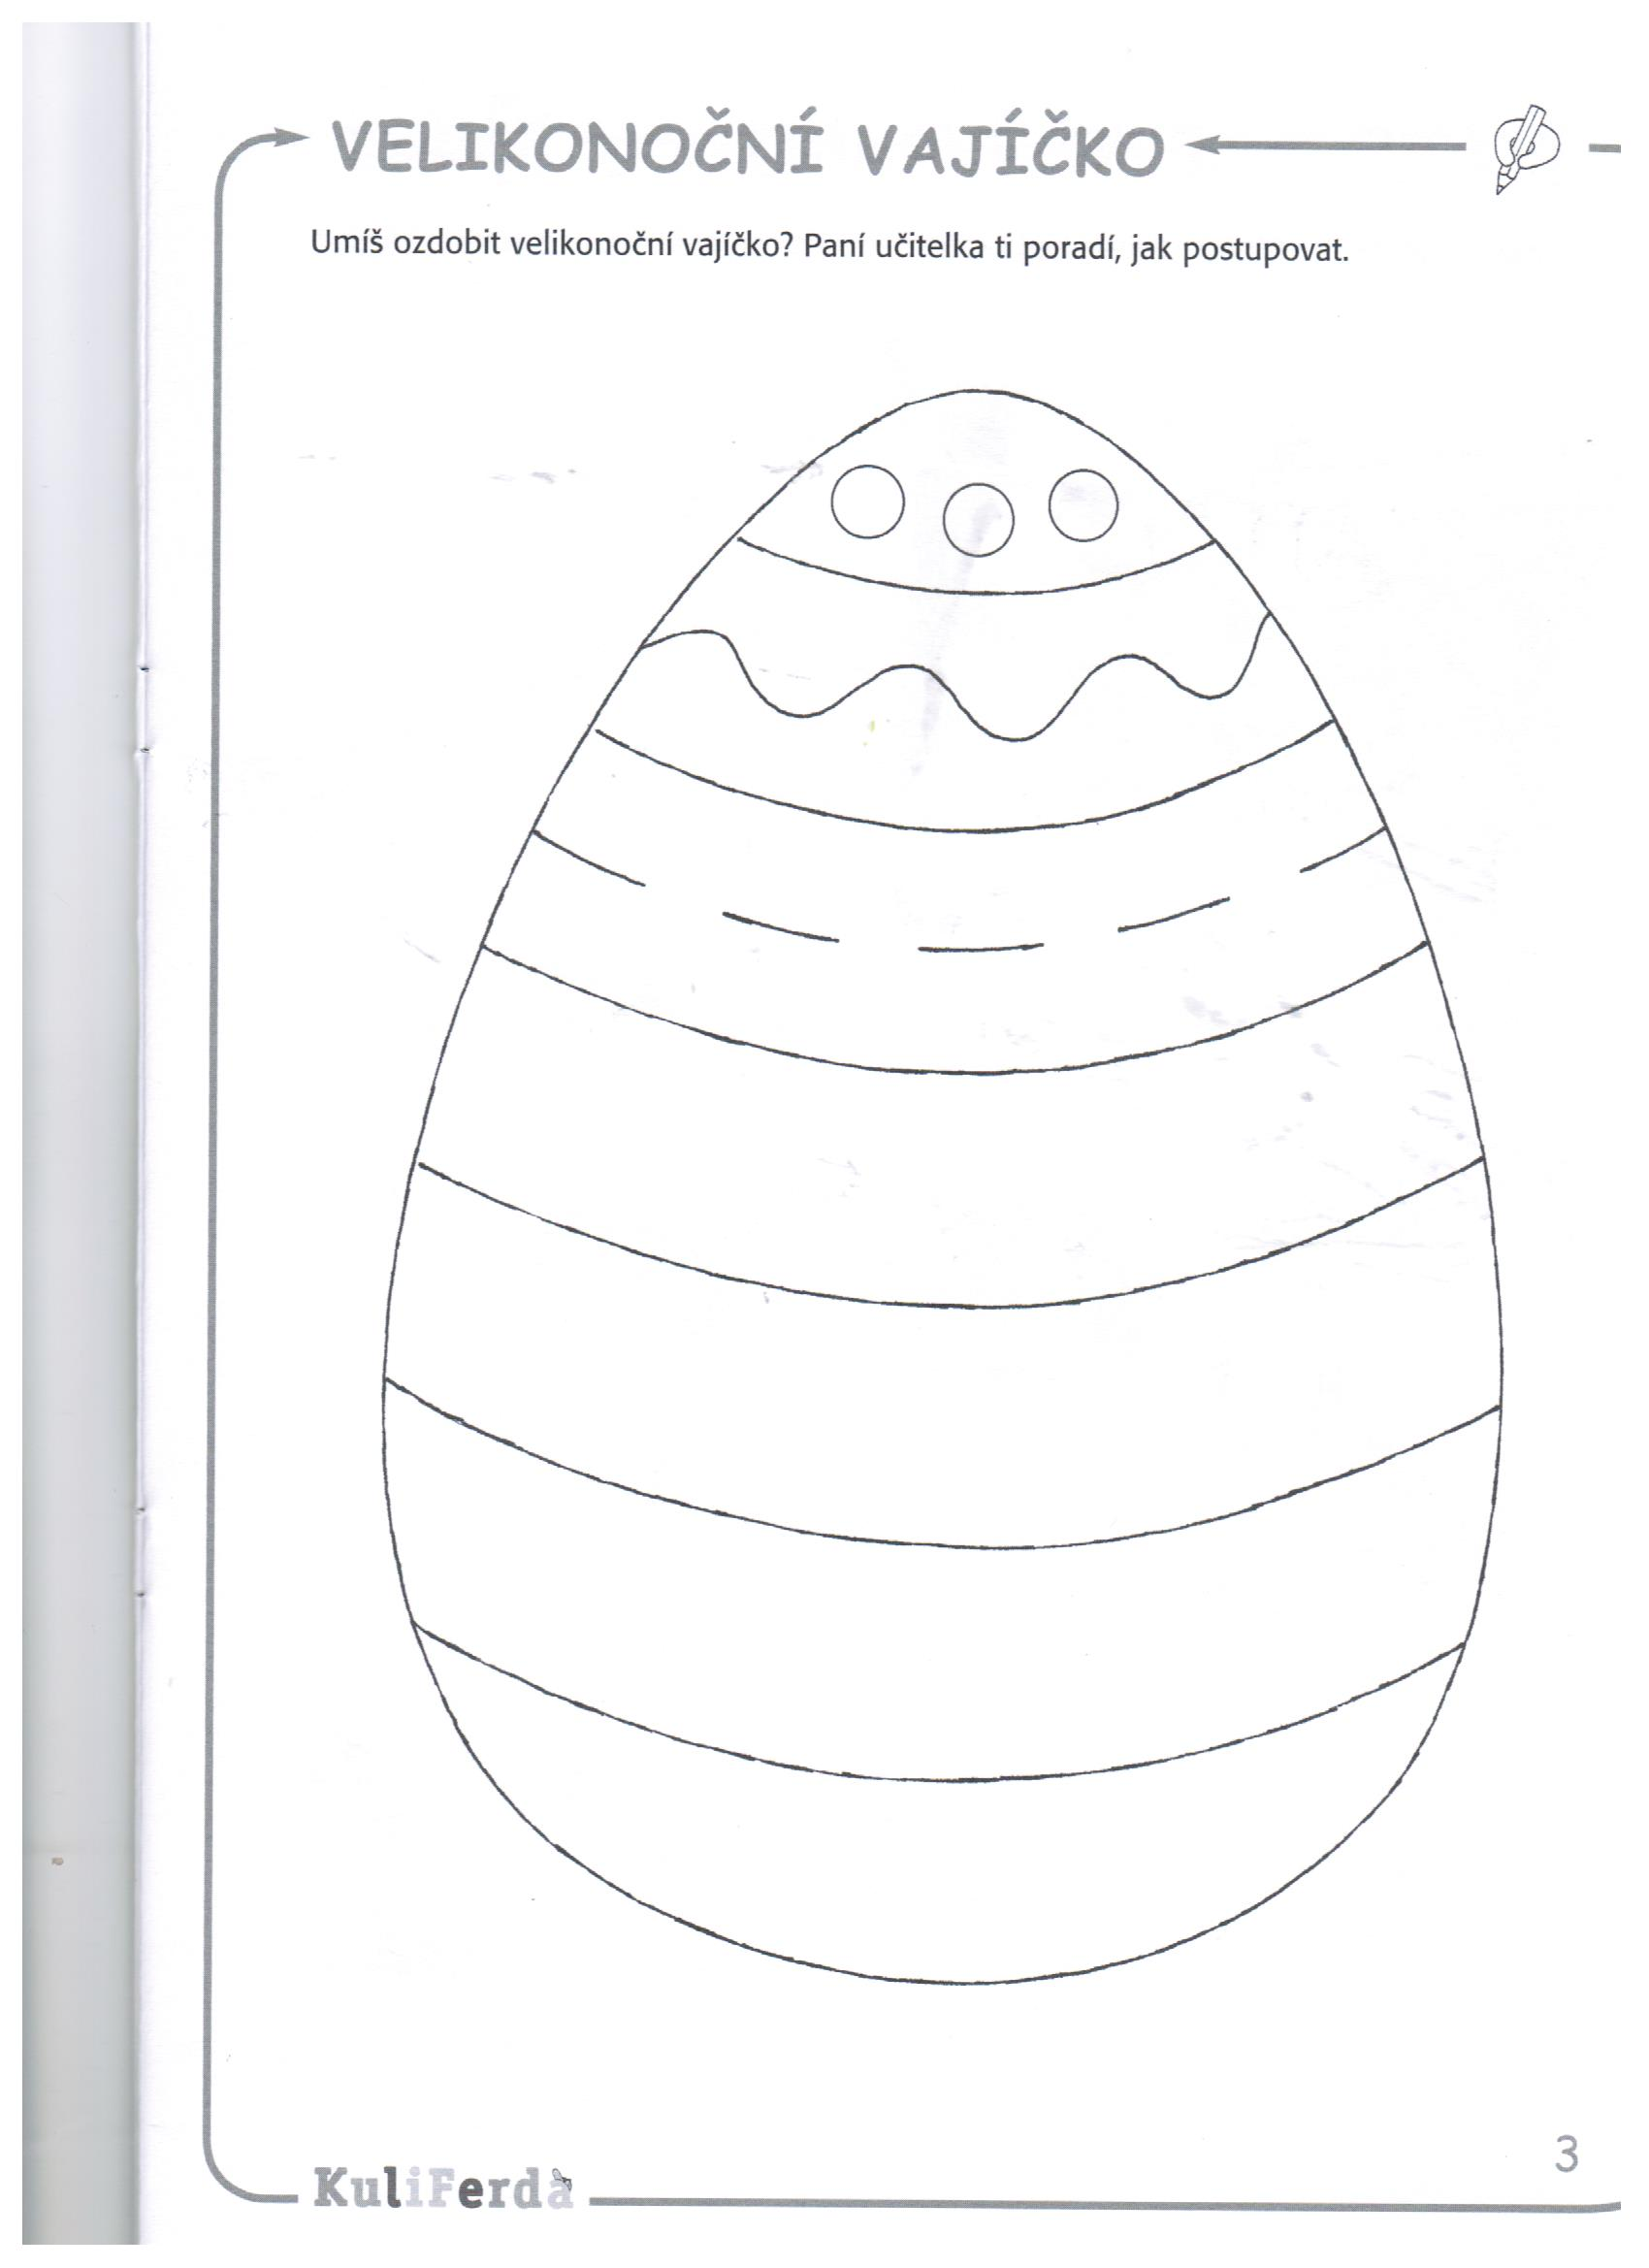 VELIKONOČNÍ VAJÍČKO
Umíš ozdobit velikonoční vajíčko? Paní učitelka ti poradí, jak postupovat.
3
KuliFerda